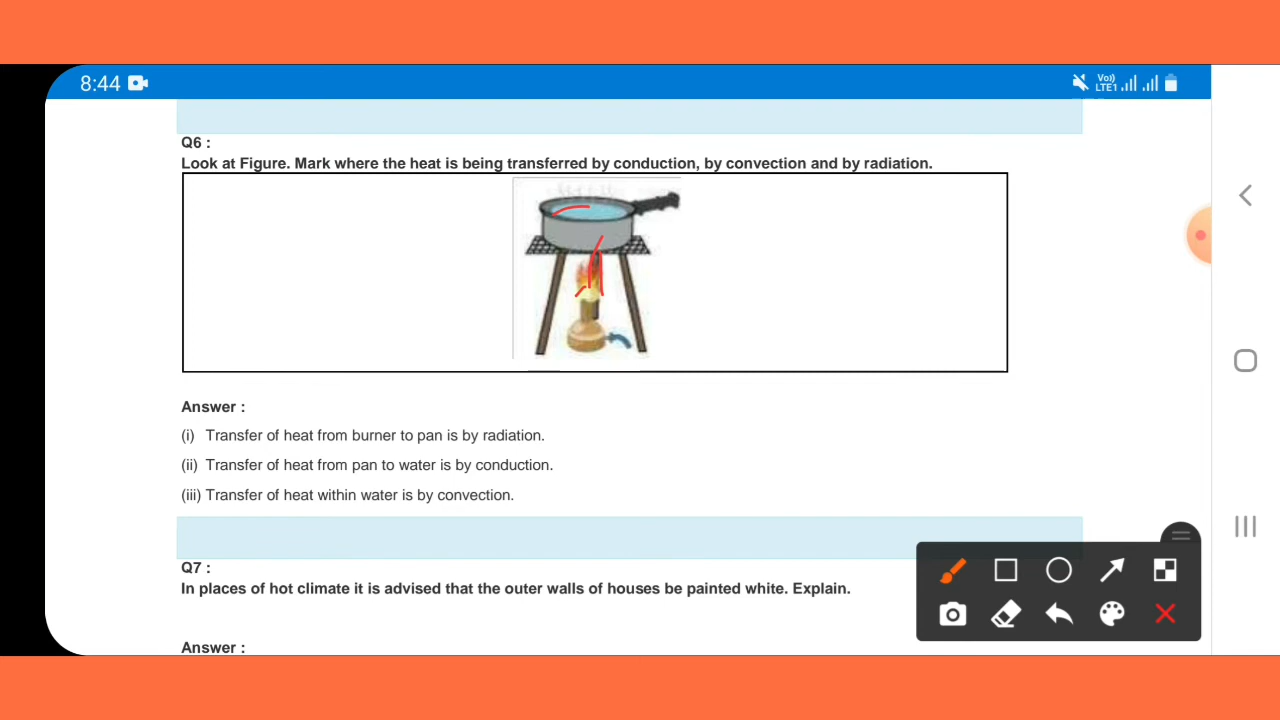 8:44
Vo))
LTE1
Q6 :
Look at Figure. Mark where the heat is being transferred by conduction, by convection and by radiation.
Answer :
(i) Transfer of heat from burner to pan is by radiation.
(ii) Transfer of heat from pan to water is by conduction.
(iii) Transfer of heat within water is by convection.
Q7 :
In places of hot climate it is advised that the outer walls of houses be painted white. Explain.
Answer :